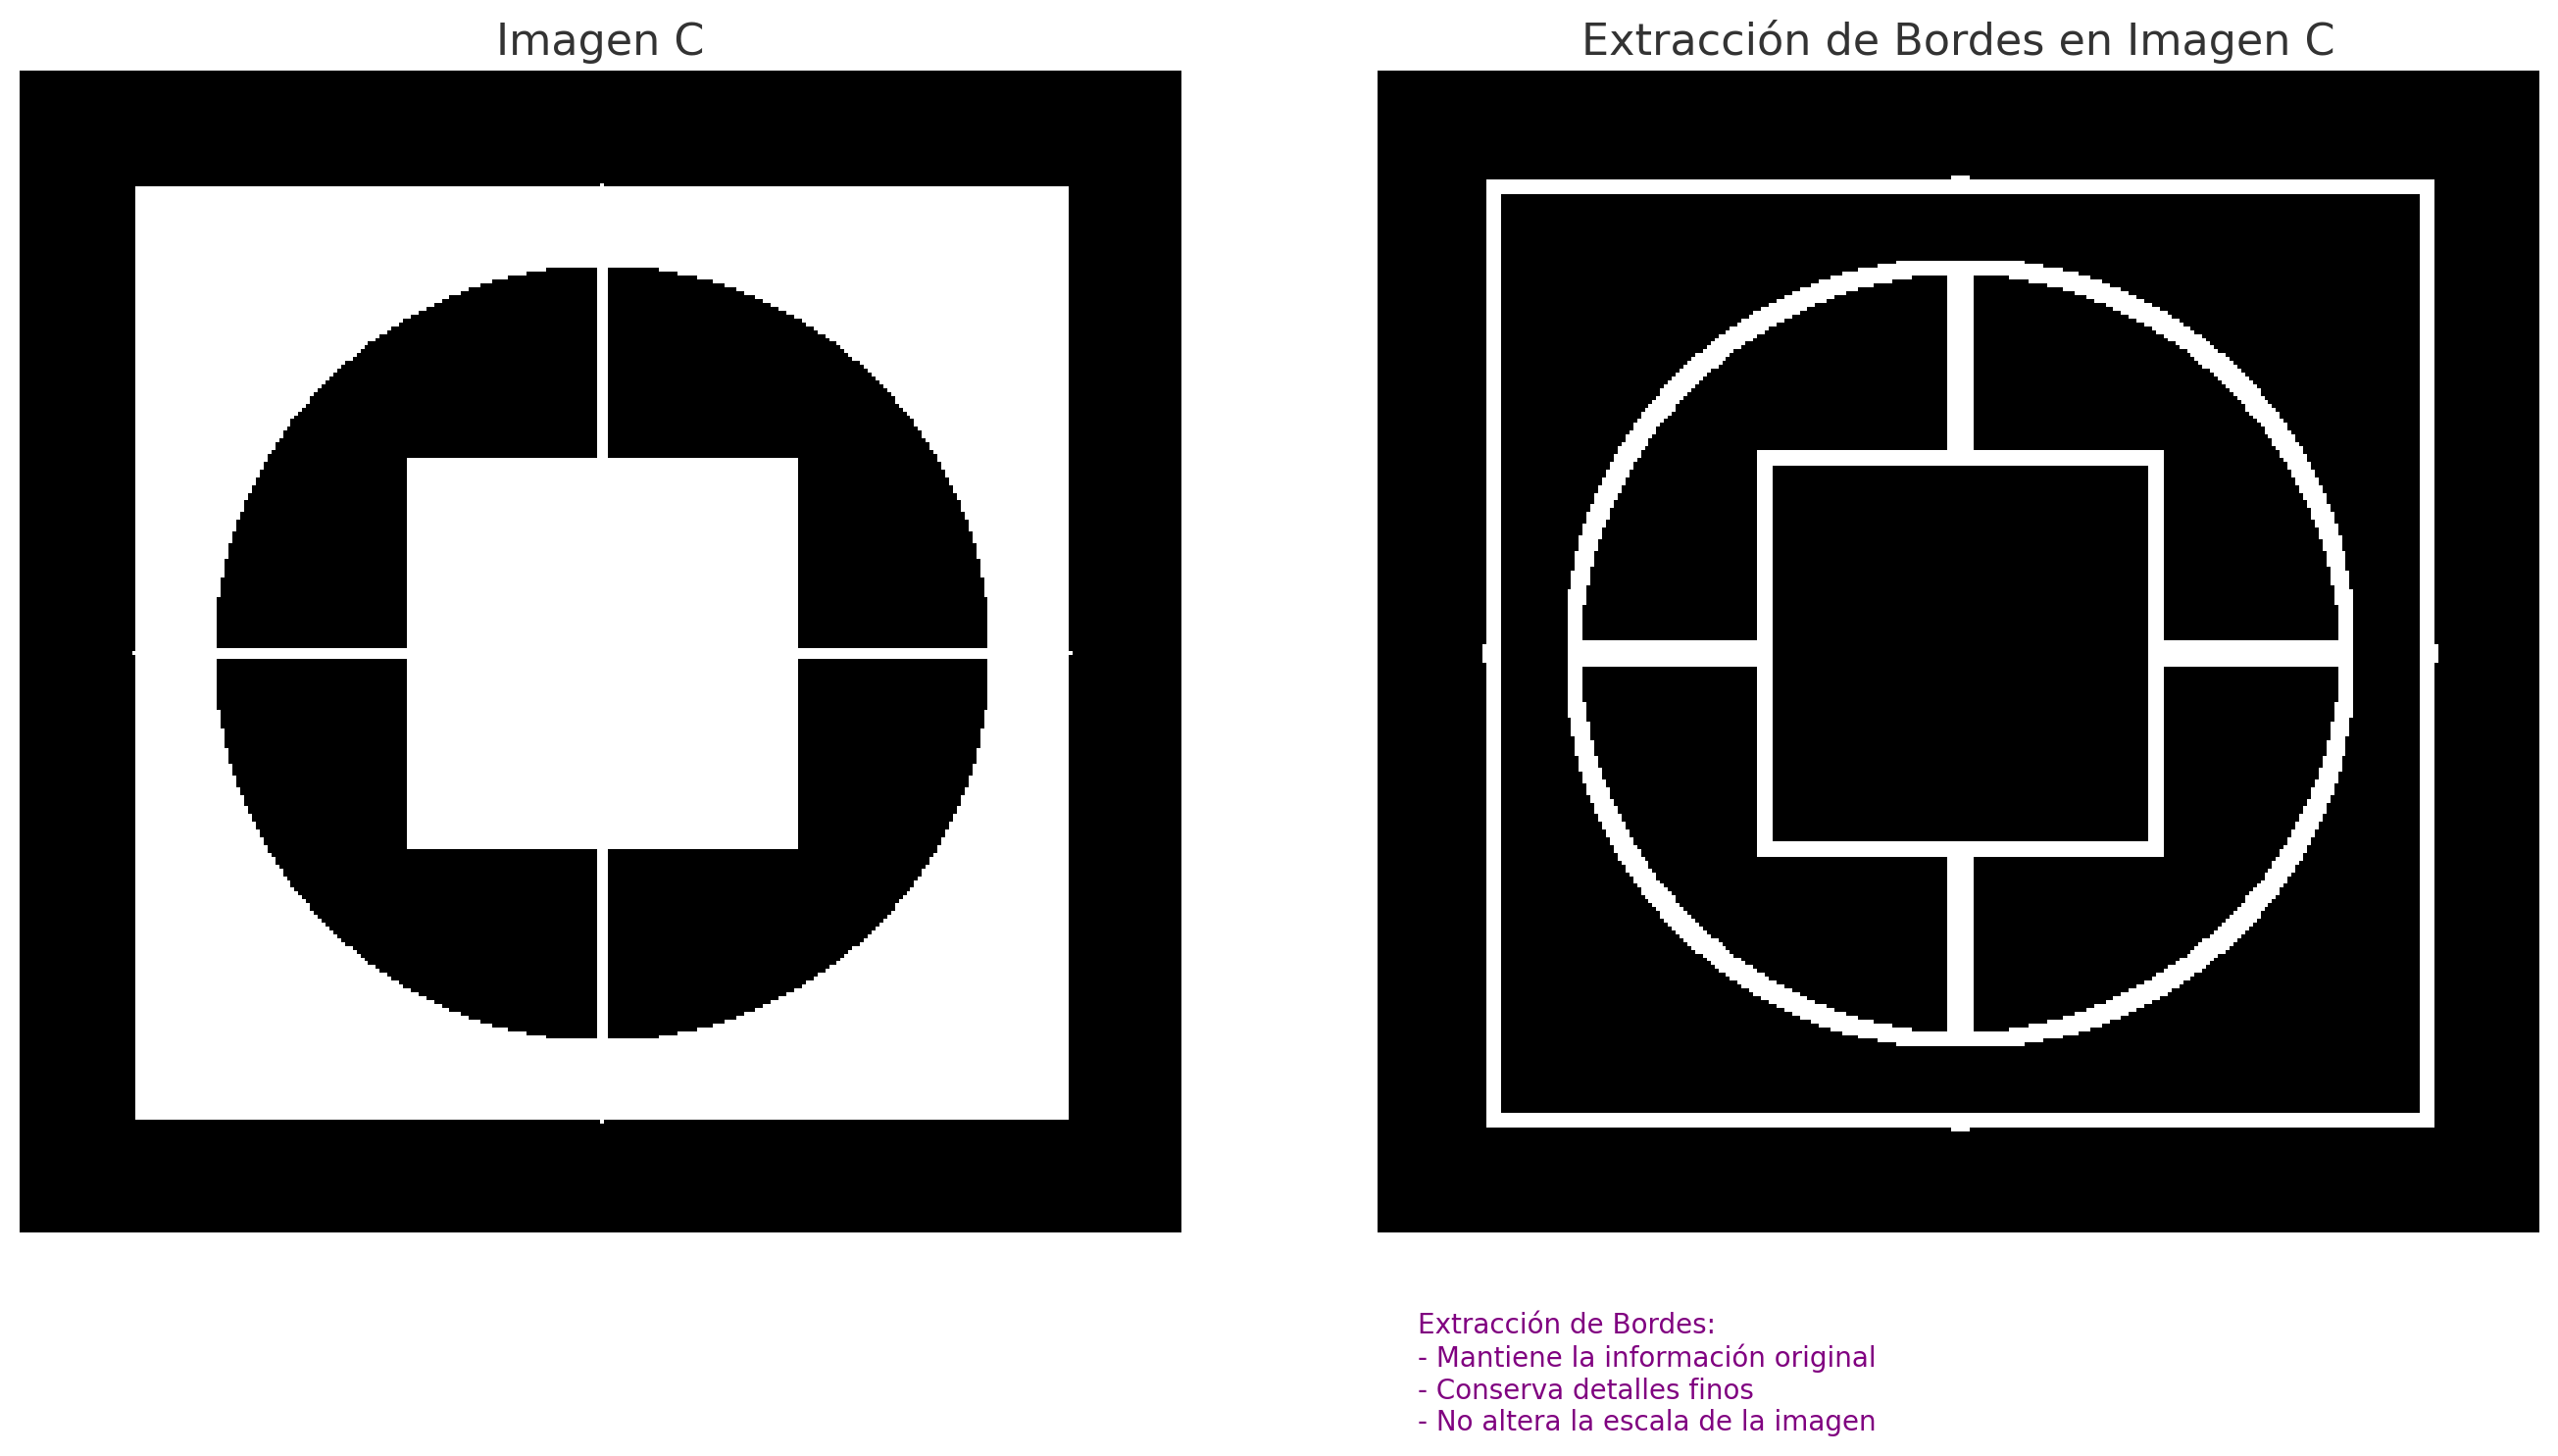 Imagen C
Extracción de Bordes en Imagen C
Extracción de Bordes:
- Mantiene la información original
- Conserva detalles finos
- No altera la escala de la imagen